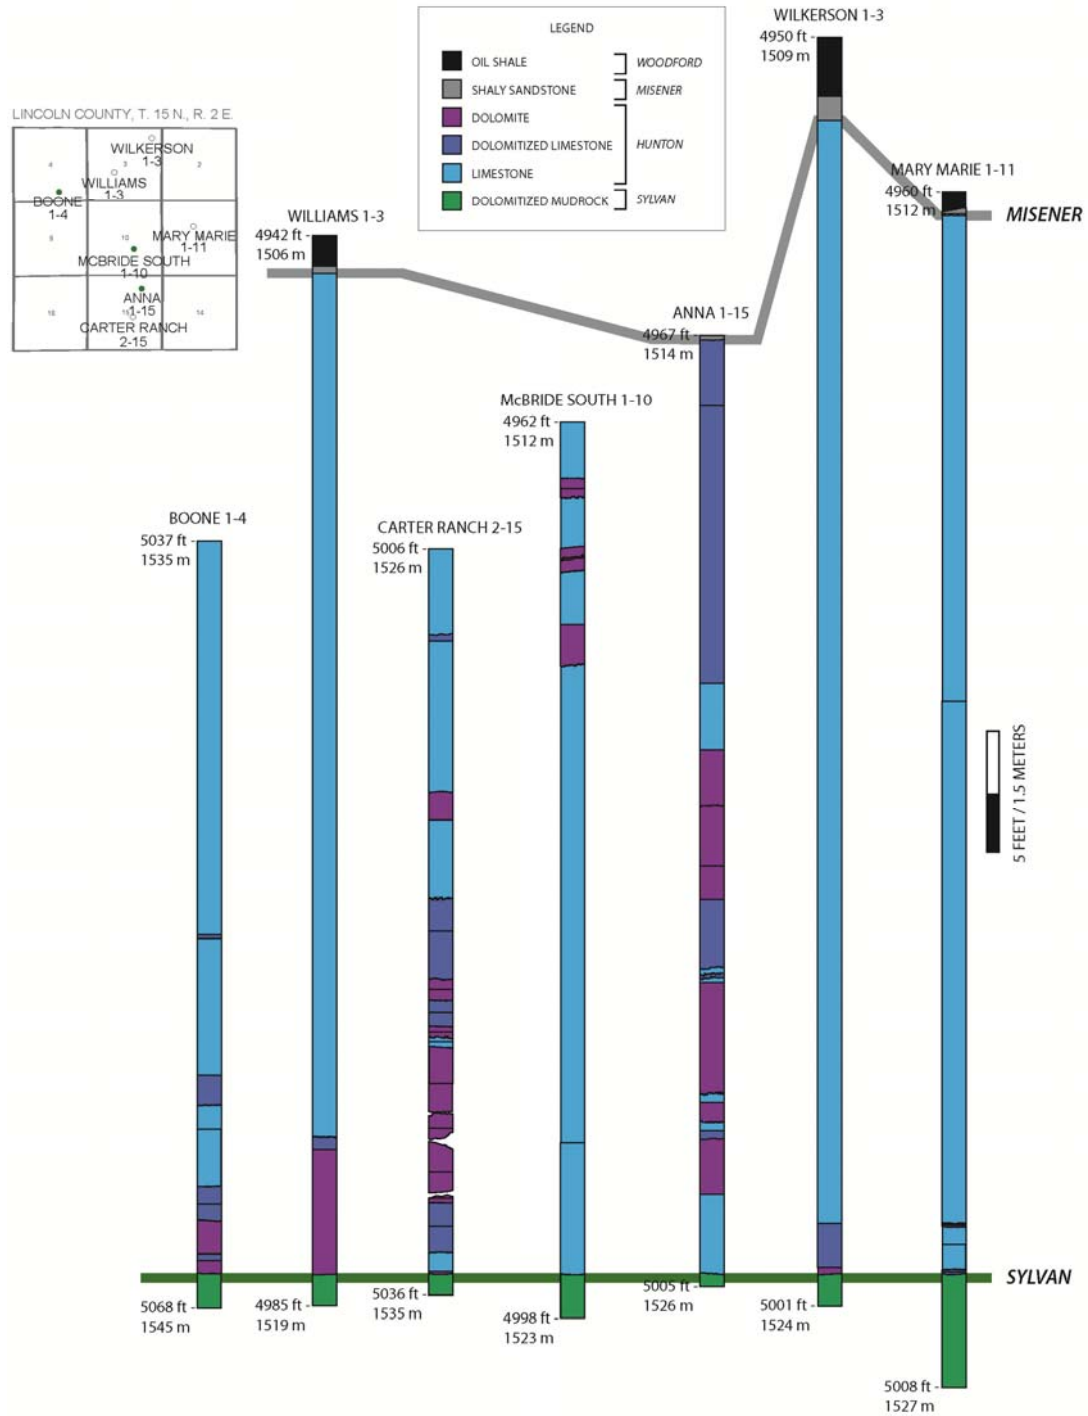 WILKERSON 1-3
4950 ft
1509 m
LEGEND
OIL SHALE
WOODFORD
SHALY SANDSTONE
MISENER
DOLOMITE
DOLOMITIZED LIMESTONE
HUNTON
LIMESTONE
DOLOMITIZED MUDROCK
SYLVAN
LINCOLN COUNTY, T. 15 N., R. 2 E.
4
3
2
WILKERSON
1-3
WILLIAMS
1-3
BOONE
1-4
10
MARY MARIE
1-11
McBRIDE SOUTH
1-10
ANNA
1-15
14
CARTER RANCH
2-15
MARY MARIE 1-11
4960 ft
1512 m
MISENER
WILLIAMS 1-3
4942 ft
1506 m
ANNA 1-15
4967 ft
1514 m
McBRIDE SOUTH 1-10
4962 ft
1512 m
BOONE 1-4
5037 ft
1535 m
CARTER RANCH 2-15
5006 ft
1526 m
5 FEET / 1.5 METERS
SYLVAN
5068 ft
1545 m
4985 ft
1519 m
5036 ft
1535 m
4998 ft
1523 m
5005 ft
1526 m
5001 ft
1524 m
5008 ft
1527 m